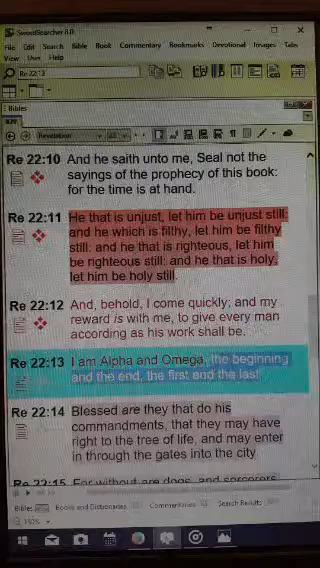 SwordSearcher 8.0
File Edit Search Bible Book Commentary Bookmarks Devotional Images Tabs
View User Help
Re 22:13
Bibles
KJV
Revelation
Re 22:10 And he saith unto me, Seal not the
sayings of the prophecy of this book:
for the time is at hand.
Re 22:11 He that is unjust, let him be unjust still:
and he which is filthy, let him be filthy
still: and he that is righteous, let him
be righteous still: and he that is holy,
let him be holy still.
Re 22:12 And, behold, I come quickly; and my
reward is with me, to give every man
according as his work shall be.
Re 22:13 I am Alpha and Omega, the beginning
and the end, the first and the last.
Re 22:14 Blessed are they that do his
commandments, that they may have
right to the tree of life, and may enter
in through the gates into the city
Re 22:15 For without are dogs, and sorcerers
Bibles Books and Dictionaries Commentaries Search Results